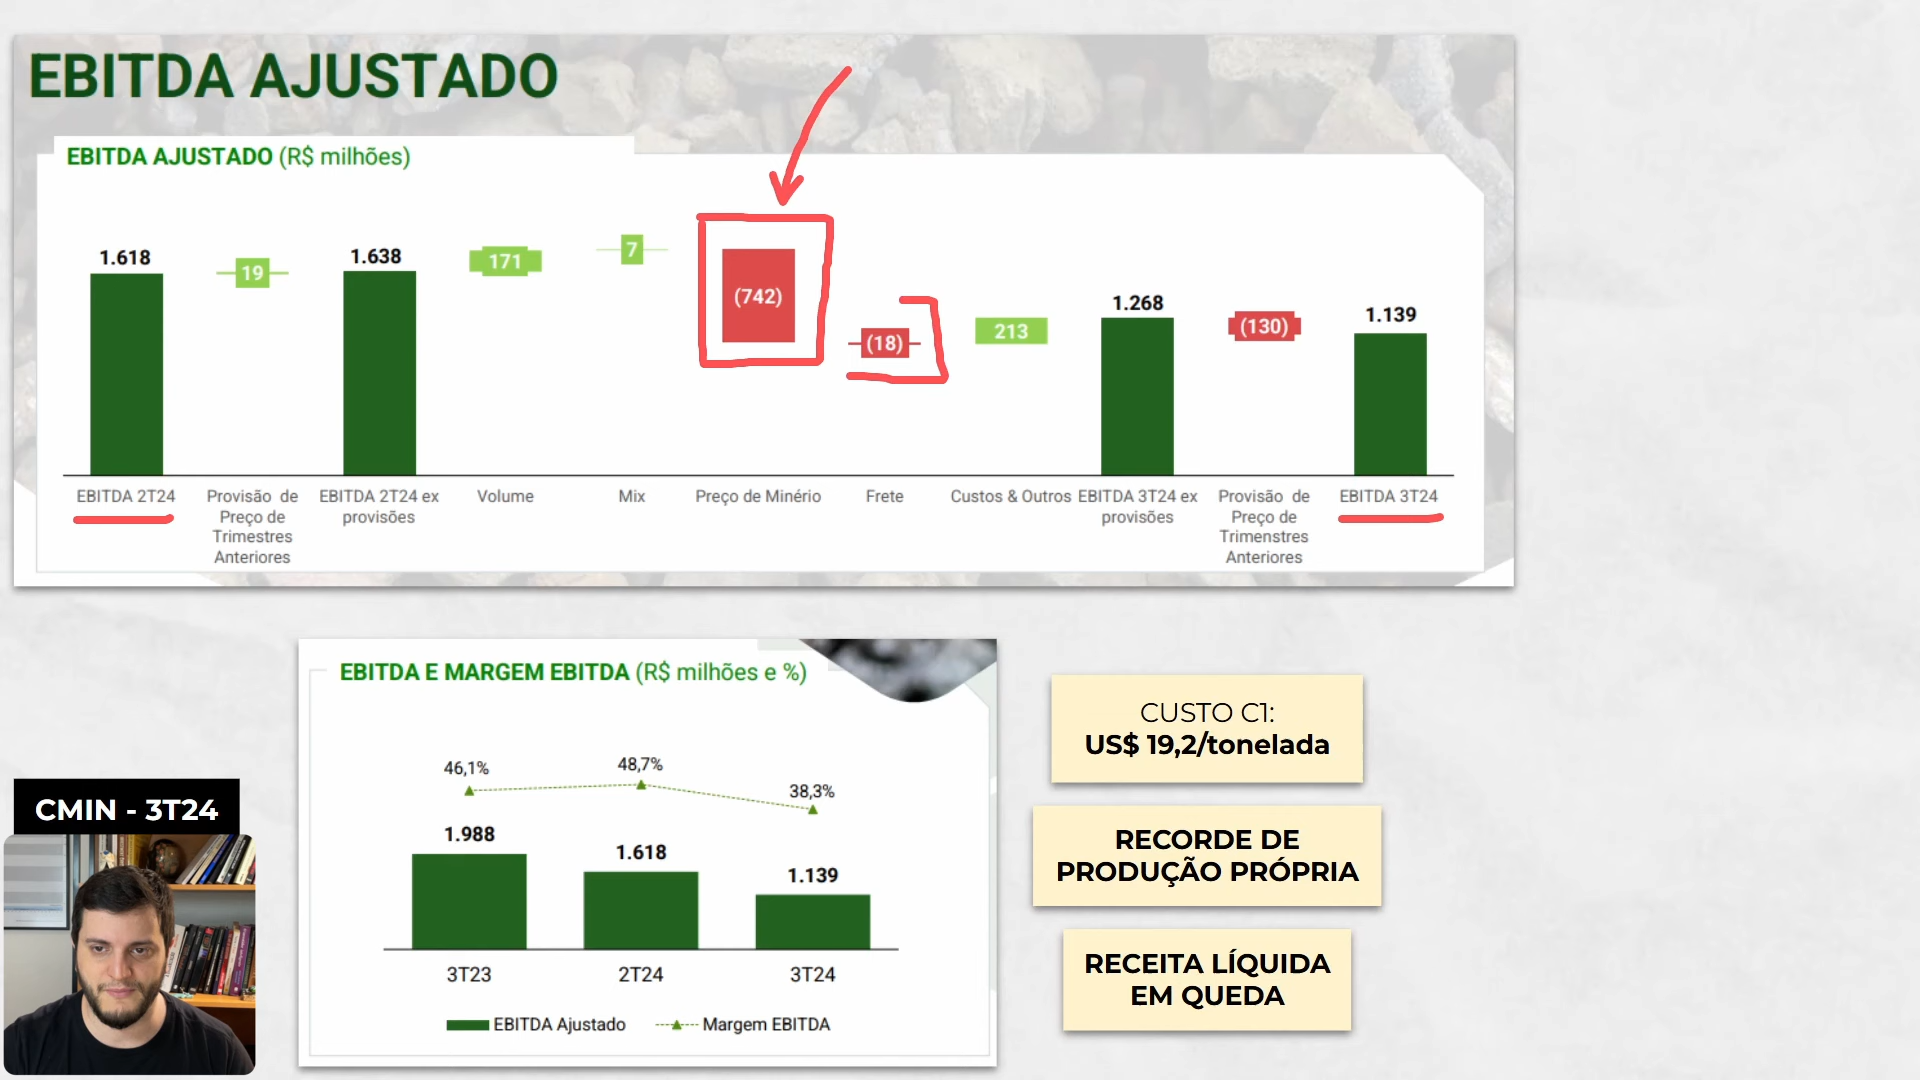 EBITDA AJUSTADO
EBITDA AJUSTADO (R$ milhões)
1.618
19
1.638
171
7
(742)
(18)
213
1.268
(130)
1.139
EBITDA 2T24
Provisão de
Preço de
Trimestres
Anteriores
EBITDA 2T24 ex
provisões
Volume
Mix
Preço de Minério
Frete
Custos & Outros
EBITDA 3T24 ex
provisões
Provisão de
Preço de
Trimenstres
Anteriores
EBITDA 3T24
EBITDA E MARGEM EBITDA (R$ milhões e %)
46,1%
48,7%
38,3%
1.988
1.618
1.139
3T23
2T24
3T24
EBITDA Ajustado
Margem EBITDA
CUSTO C1:
US$ 19,2/tonelada
RECORDE DE
PRODUÇÃO PRÓPRIA
RECEITA LÍQUIDA
EM QUEDA
CMIN - 3T24